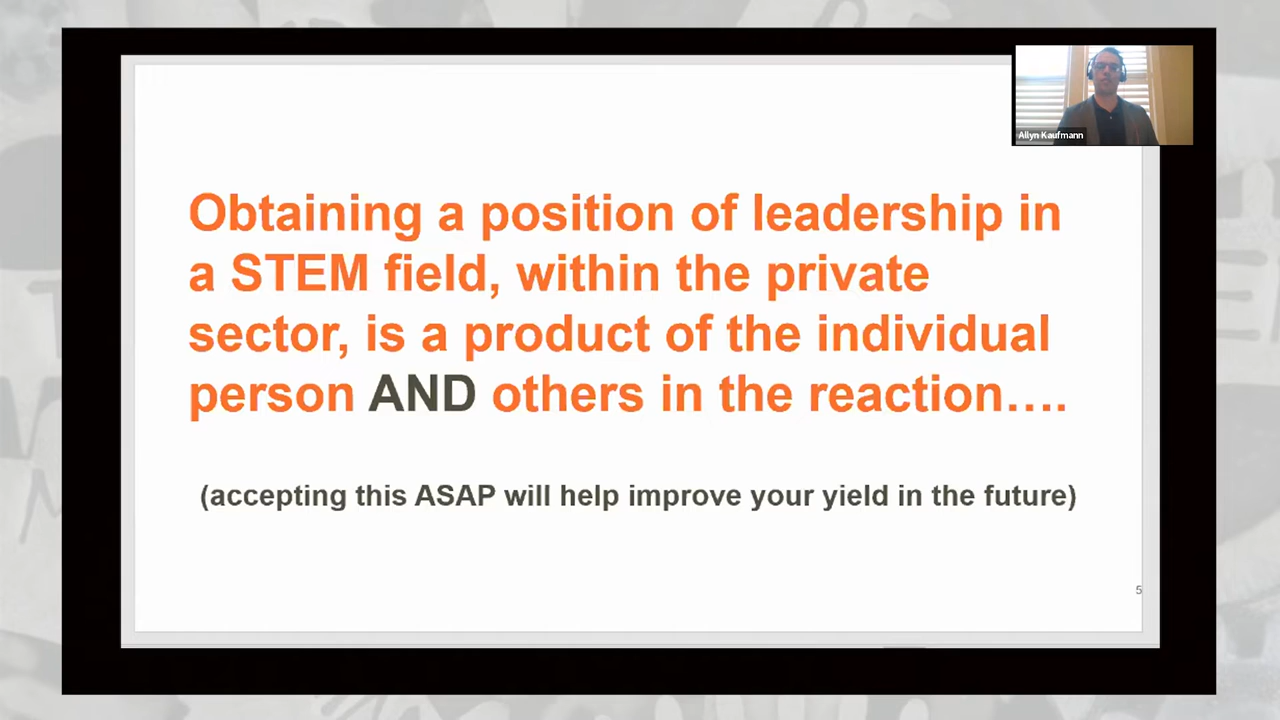 Allyn Kaufmann
Obtaining a position of leadership in
a STEM field, within the private
sector, is a product of the individual
person AND others in the reaction….
(accepting this ASAP will help improve your yield in the future)
5